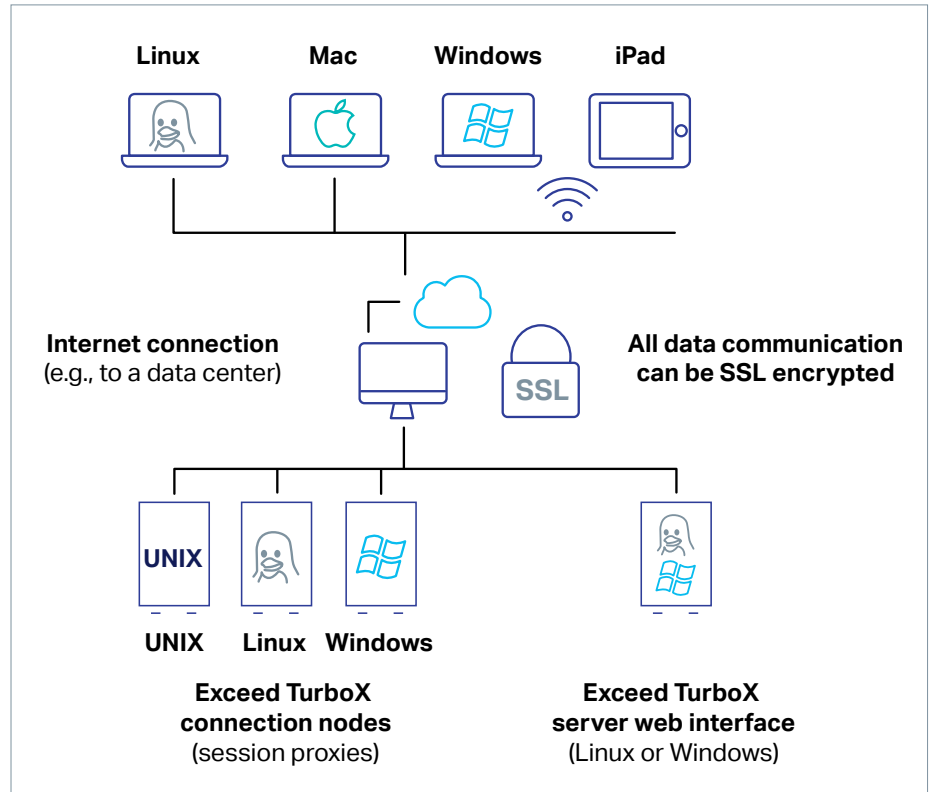 Linux Mac Windows iPad
Internet connection
(e.g., to a data center)
SSL
All data communication
can be SSL encrypted
UNIX
UNIX Linux Windows
Exceed TurboX
connection nodes
(session proxies)
Exceed TurboX
server web interface
(Linux or Windows)